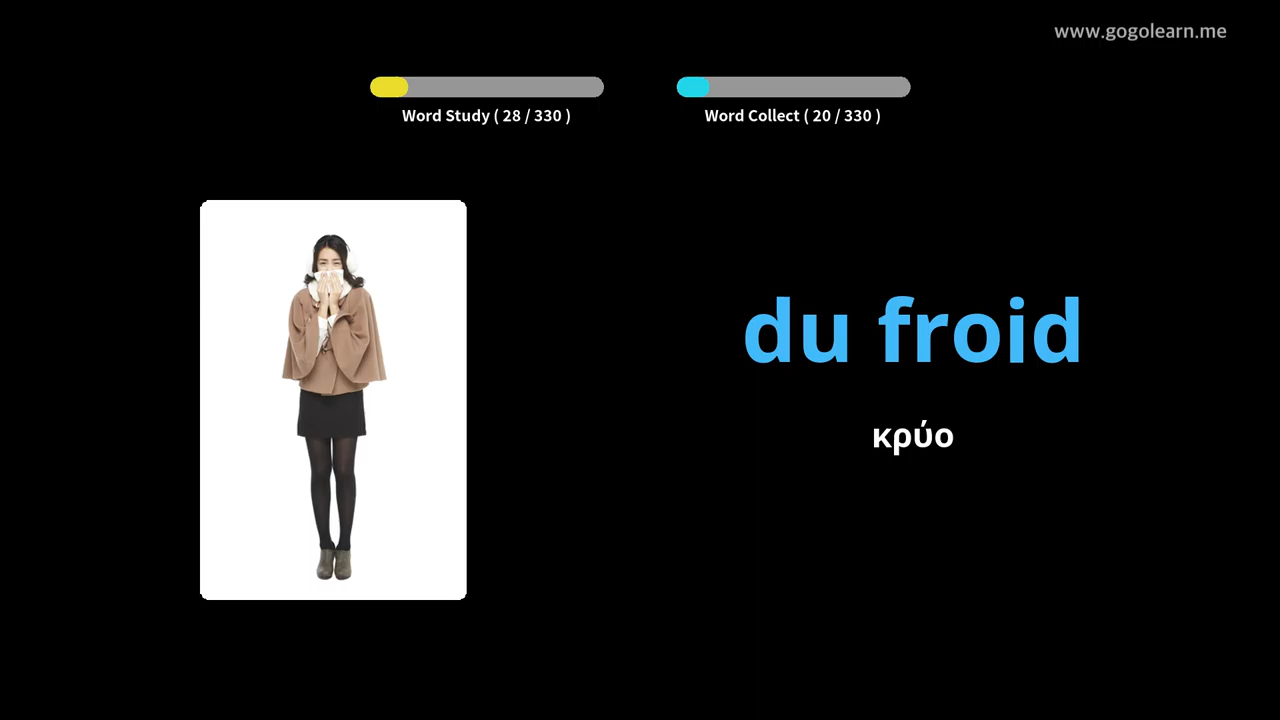 www.gogolearn.me
Word Study ( 28 / 330 )
Word Collect ( 20 / 330 )
du froid
κρύο